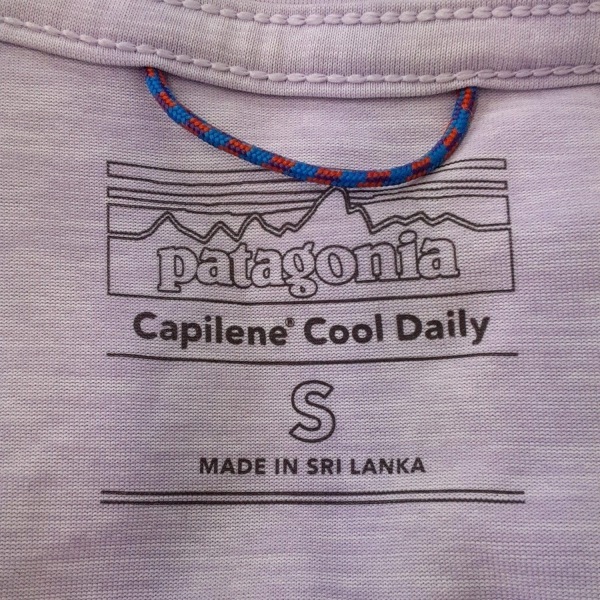 patagonia
Capilene® Cool Daily
S
MADE IN SRI LANKA